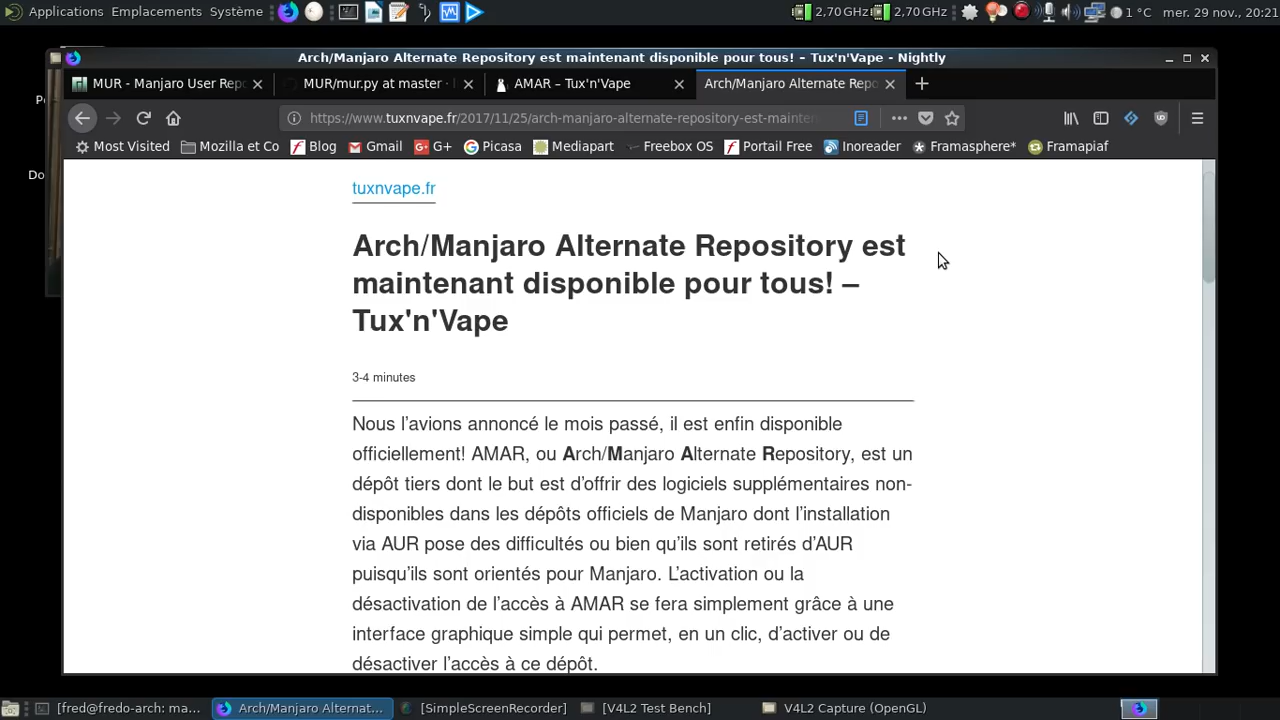 Applications Emplacements Système
2,70 GHz 2,70 GHz 1 °C mer. 29 nov., 20:21
Arch/Manjaro Alternate Repository est maintenant disponible pour tous! – Tux'n'Vape - Nightly
MUR - Manjaro User Repo
MUR/mur.py at master ·
AMAR – Tux'n'Vape
Arch/Manjaro Alternate Repo
https://www.tuxnvape.fr/2017/11/25/arch-manjaro-alternate-repository-est-mainten
Most Visited Mozilla et Co Blog Gmail G+ Picasa Mediapart Freebox OS Portail Free Inoreader Framasphere* Framapiaf
tuxnvape.fr
Arch/Manjaro Alternate Repository est
maintenant disponible pour tous! –
Tux'n'Vape
3-4 minutes
Nous l’avions annoncé le mois passé, il est enfin disponible
officiellement! AMAR, ou Arch/Manjaro Alternate Repository, est un
dépôt tiers dont le but est d’offrir des logiciels supplémentaires non-
disponibles dans les dépôts officiels de Manjaro dont l’installation
via AUR pose des difficultés ou bien qu’ils sont retirés d’AUR
puisqu’ils sont orientés pour Manjaro. L’activation ou la
désactivation de l’accès à AMAR se fera simplement grâce à une
interface graphique simple qui permet, en un clic, d’activer ou de
désactiver l’accès à ce dépôt.
[fred@fredo-arch: ma...
Arch/Manjaro Alternat...
[SimpleScreenRecorder]
[V4L2 Test Bench]
V4L2 Capture (OpenGL)